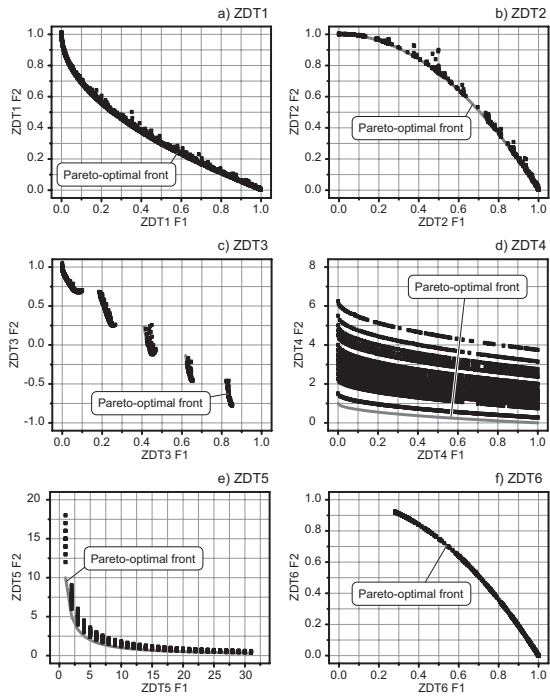 a) ZDT1
1.0
0.8
0.6
0.4
0.2
0.0
ZDT1 F2
Pareto-optimal front
0.0 0.2 0.4 0.6 0.8 1.0
ZDT1 F1
b) ZDT2
1.0
0.8
0.6
0.4
0.2
0.0
ZDT2 F2
Pareto-optimal front
0.0 0.2 0.4 0.6 0.8 1.0
ZDT2 F1
c) ZDT3
1.0
0.5
0.0
-0.5
-1.0
ZDT3 F2
Pareto-optimal front
0.0 0.2 0.4 0.6 0.8 1.0
ZDT3 F1
d) ZDT4
8
6
4
2
0
ZDT4 F2
Pareto-optimal front
0.0 0.2 0.4 0.6 0.8 1.0
ZDT4 F1
e) ZDT5
20
15
10
5
0
ZDT5 F2
Pareto-optimal front
0 5 10 15 20 25 30
ZDT5 F1
f) ZDT6
1.0
0.8
0.6
0.4
0.2
0.0
ZDT6 F2
Pareto-optimal front
0.0 0.2 0.4 0.6 0.8 1.0
ZDT6 F1